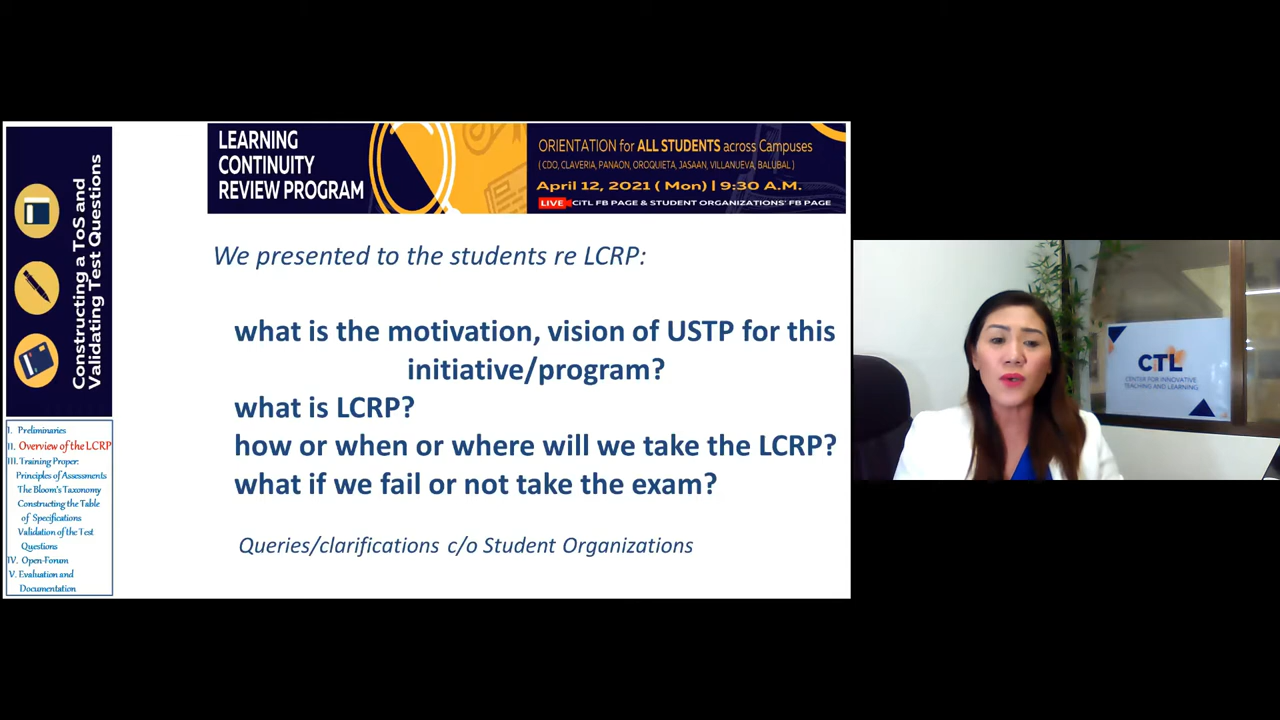 Constructing a ToS and
Validating Test Questions
I. Preliminaries
II. Overview of the LCRP
III. Training Proper:
Principles of Assessments
The Bloom's Taxonomy
Constructing the Table
of Specifications
Validation of the Test
Questions
IV. Open-Forum
V. Evaluation and
Documentation
LEARNING
CONTINUITY
REVIEW PROGRAM
ORIENTATION for ALL STUDENTS across Campuses
( CDO, CLAVERIA, PANAON, OROQUIETA, JASAAN, VILLANUEVA, BALUBAL )
April 12, 2021 ( Mon) | 9:30 A.M.
LIVE CiTL FB PAGE & STUDENT ORGANIZATIONS' FB PAGE
We presented to the students re LCRP:
what is the motivation, vision of USTP for this
initiative/program?
what is LCRP?
how or when or where will we take the LCRP?
what if we fail or not take the exam?
Queries/clarifications c/o Student Organizations
CiTL
CENTER FOR INNOVATIVE
TEACHING AND LEARNING